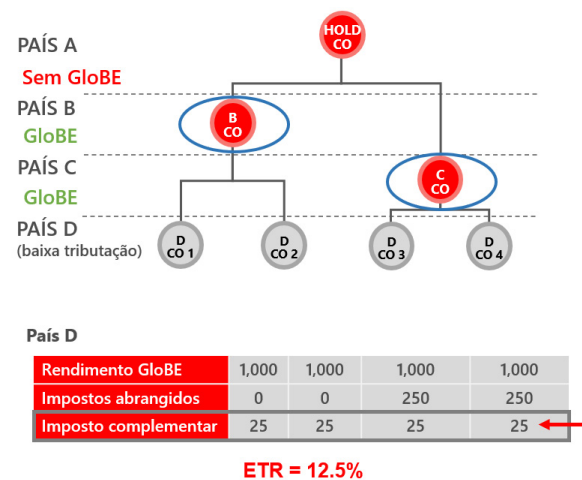 HOLD
CO
PAÍS A
Sem GloBE
PAÍS B
GloBE
B
CO
PAÍS C
GloBE
C
CO
PAÍS D
(baixa tributação)
D
CO 1
D
CO 2
D
CO 3
D
CO 4
País D
Rendimento GloBE 1,000 1,000 1,000 1,000
Impostos abrangidos 0 0 250 250
Imposto complementar 25 25 25 25
ETR = 12.5%